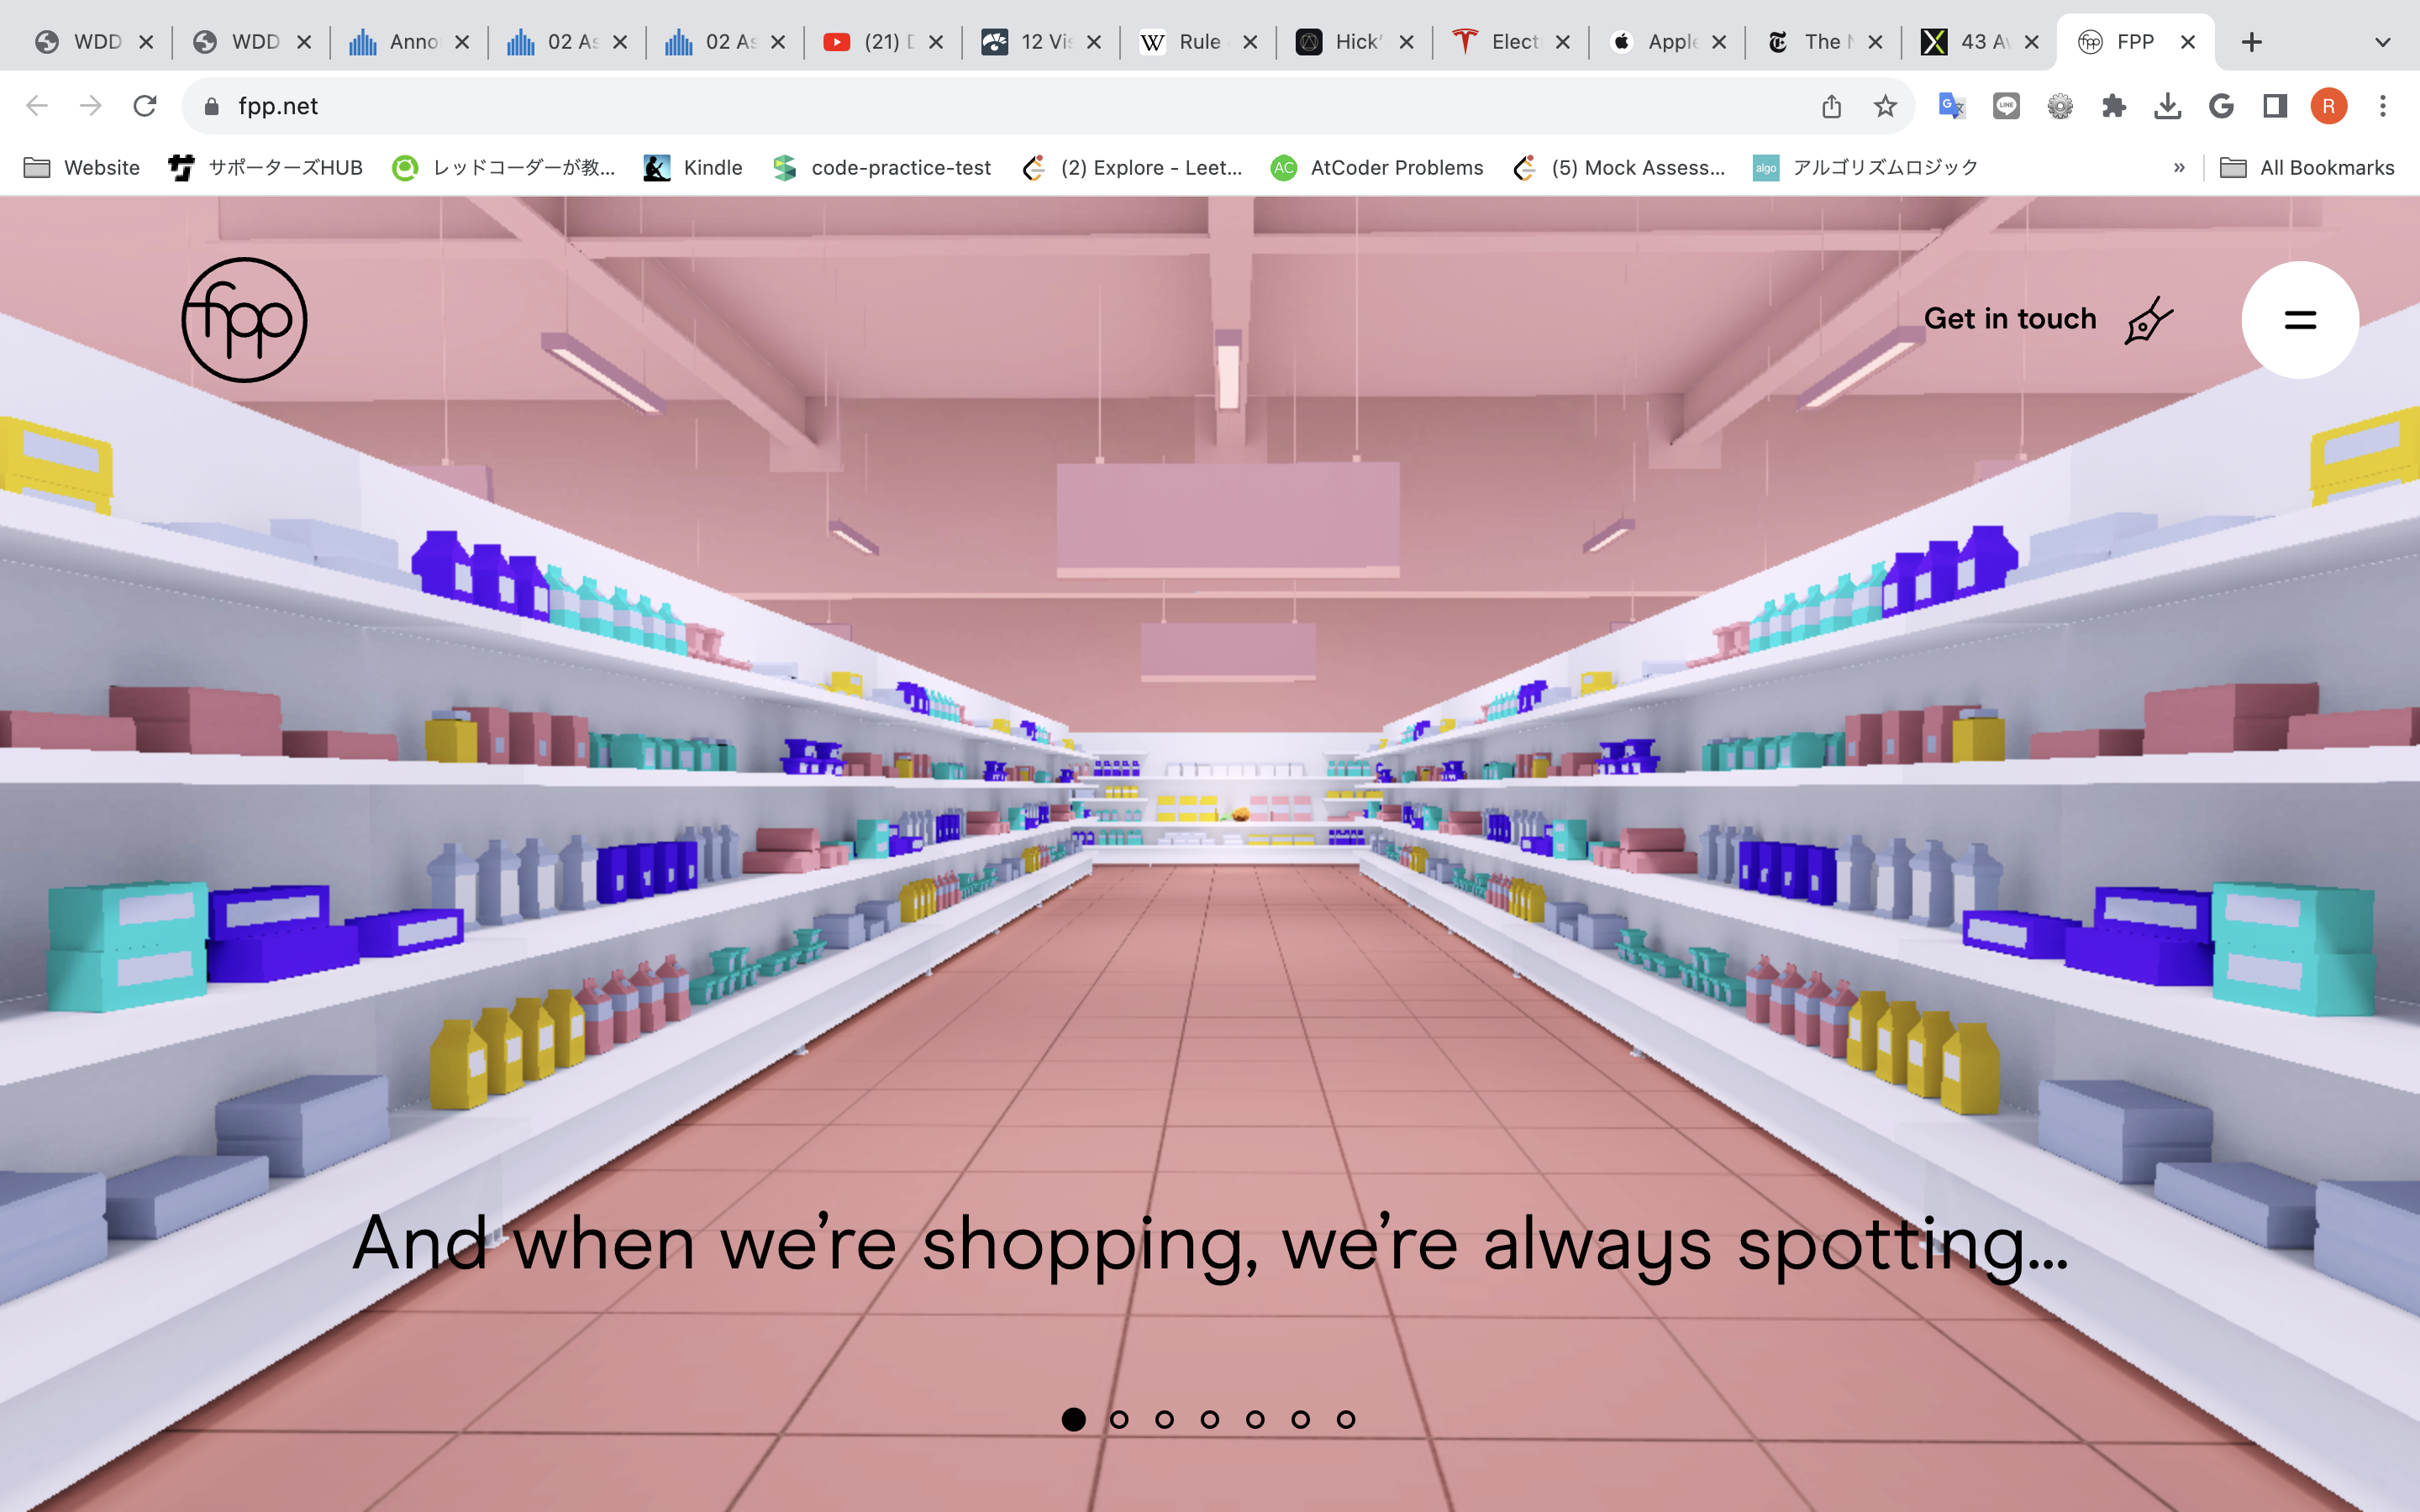 WDD
WDD
Anno
02 As
02 As
(21)
12 Vis
Rule
Hick'
Elect
Apple
The
43 A
FPP
fpp.net
Website
サポーターズHUB
レッドコーダーが教...
Kindle
code-practice-test
(2) Explore - Leet...
AC
AtCoder Problems
(5) Mock Assess...
algo
アルゴリズムロジック
»
All Bookmarks
LINE
R
fpp
Get in touch
And when we’re shopping, we’re always spotting...